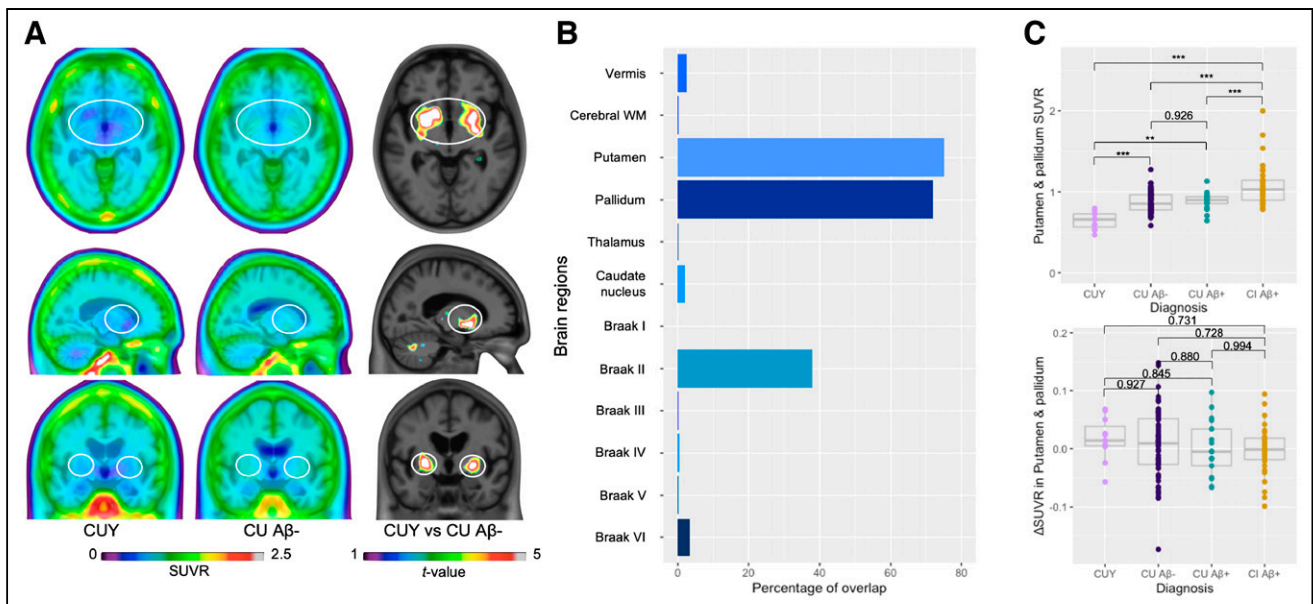 A
CUY
CU Aβ-
CUY vs CU Aβ-
0
2.5
SUVR
1
5
t-value
B
Brain regions
Vermis
Cerebral WM
Putamen
Pallidum
Thalamus
Caudate
nucleus
Braak I
Braak II
Braak III
Braak IV
Braak V
Braak VI
0
20
40
60
80
Percentage of overlap
C
Putamen & pallidum SUVR
2
1
0
***
***
***
0.926
**
***
CUY
CU Aβ-
CU Aβ+
CI Aβ+
Diagnosis
ΔSUVR in Putamen & pallidum
0.2
0.1
0.0
-0.1
0.731
0.728
0.994
0.880
0.845
0.927
CUY
CU Aβ-
CU Aβ+
CI Aβ+
Diagnosis